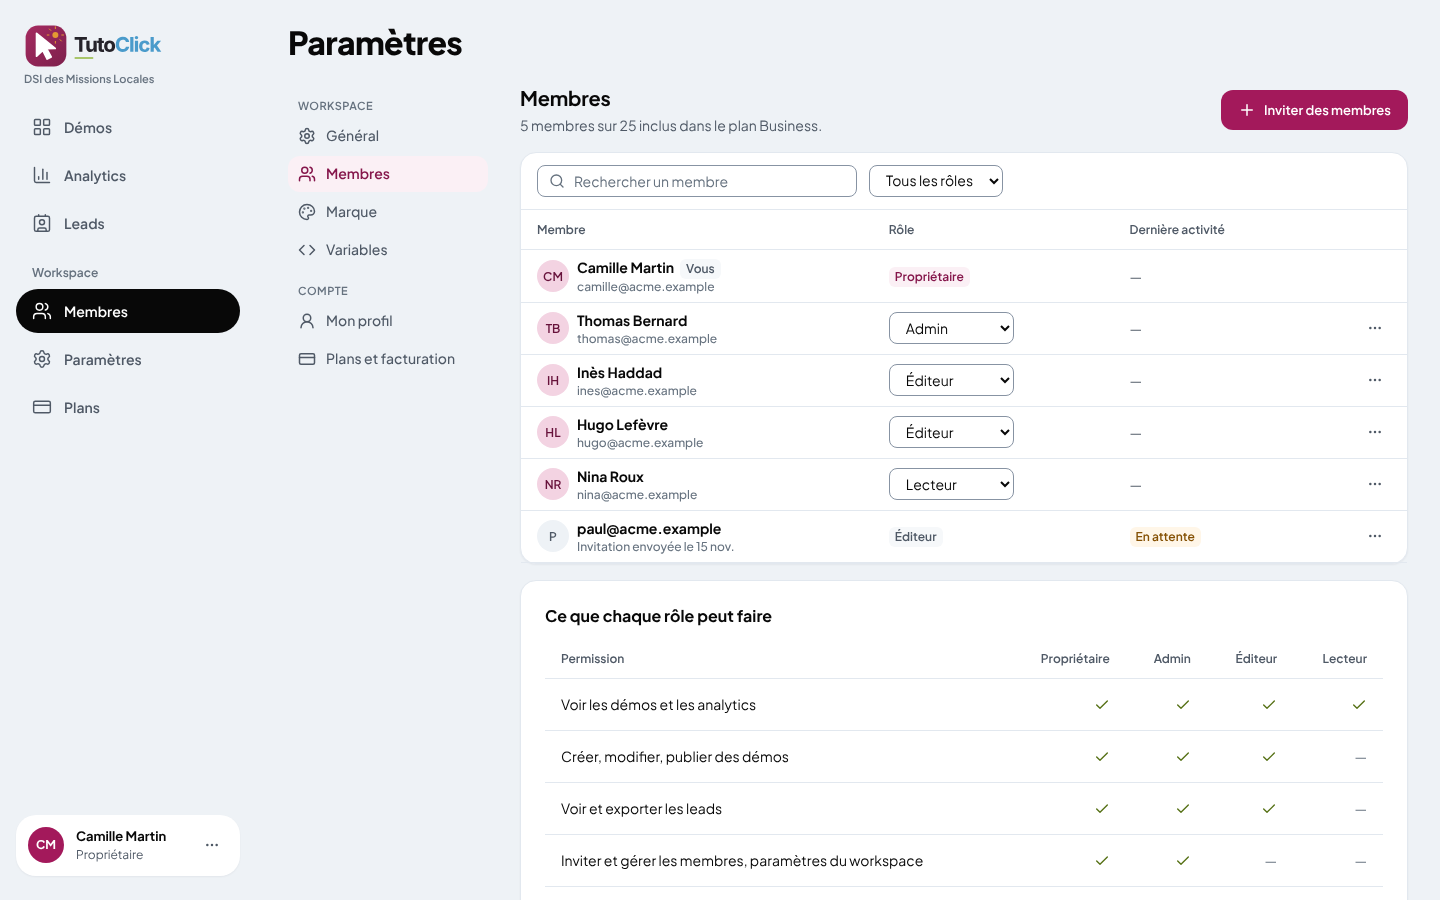 TutoClick
DSI des Missions Locales
Démos
Analytics
Leads
Workspace
Membres
Paramètres
Plans
CM
Camille Martin
Propriétaire
Paramètres
WORKSPACE
Général
Membres
Marque
Variables
COMPTE
Mon profil
Plans et facturation
Membres
5 membres sur 25 inclus dans le plan Business.
Inviter des membres
Rechercher un membre
Tous les rôles
Membre Rôle Dernière activité
CM Camille Martin Vous Propriétaire —
camille@acme.example
TB Thomas Bernard Admin —
thomas@acme.example
IH Inès Haddad Éditeur —
ines@acme.example
HL Hugo Lefèvre Éditeur —
hugo@acme.example
NR Nina Roux Lecteur —
nina@acme.example
P paul@acme.example Éditeur En attente
Invitation envoyée le 15 nov.
Ce que chaque rôle peut faire
Permission Propriétaire Admin Éditeur Lecteur
Voir les démos et les analytics ✓ ✓ ✓ ✓
Créer, modifier, publier des démos ✓ ✓ ✓ —
Voir et exporter les leads ✓ ✓ ✓ —
Inviter et gérer les membres, paramètres du workspace ✓ ✓ — —